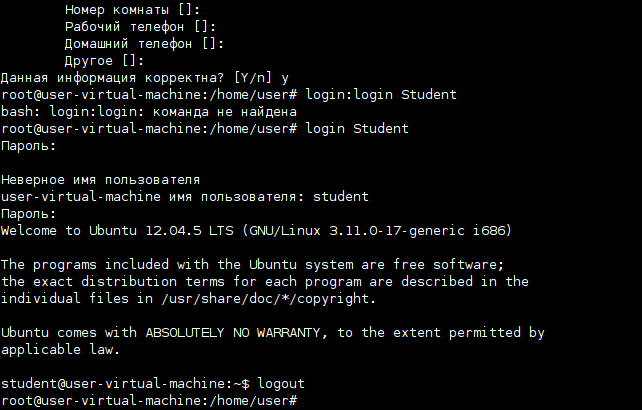 Номер комнаты []:
Рабочий телефон []:
Домашний телефон []:
Другое []:
Данная информация корректна? [Y/n] y
root@user-virtual-machine:/home/user# login:login Student
bash: login:login: команда не найдена
root@user-virtual-machine:/home/user# login Student
Пароль:
Неверное имя пользователя
user-virtual-machine имя пользователя: student
Пароль:
Welcome to Ubuntu 12.04.5 LTS (GNU/Linux 3.11.0-17-generic i686)
The programs included with the Ubuntu system are free software;
the exact distribution terms for each program are described in the
individual files in /usr/share/doc/*/copyright.
Ubuntu comes with ABSOLUTELY NO WARRANTY, to the extent permitted by
applicable law.
student@user-virtual-machine:~$ logout
root@user-virtual-machine:/home/user#